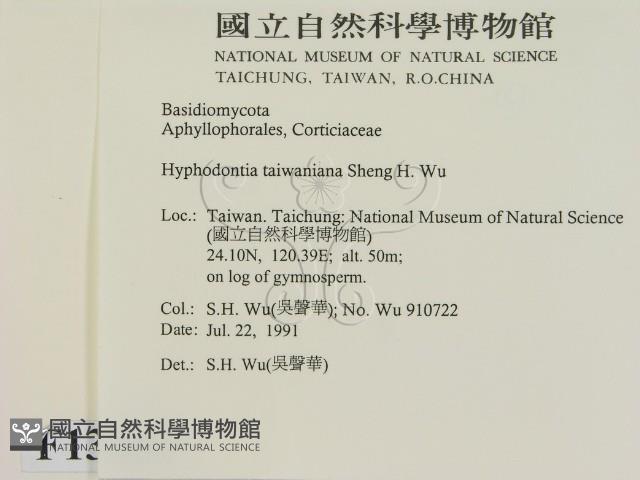 國立自然科學博物館
NATIONAL MUSEUM OF NATURAL SCIENCE
TAICHUNG, TAIWAN, R.O.CHINA
Basidiomycota
Aphyllophorales, Corticiaceae
Hyphodontia taiwaniana Sheng H. Wu
Loc.: Taiwan. Taichung: National Museum of Natural Science
(國立自然科學博物館)
24.10N, 120.39E; alt. 50m;
on log of gymnosperm.
Col.: S.H. Wu(吳聲華); No. Wu 910722
Date: Jul. 22, 1991
Det.: S.H. Wu(吳聲華)
國立自然科學博物館
NATIONAL MUSEUM OF NATURAL SCIENCE